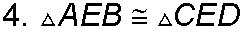 4. △AEB ≅ △CED